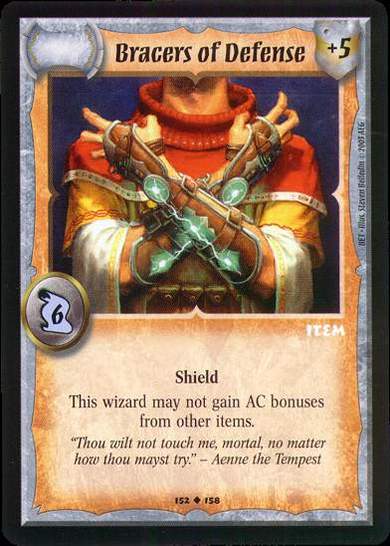 Bracers of Defense
+5
6
ITEM
Shield
This wizard may not gain AC bonuses
from other items.
“Thou wilt not touch me, mortal, no matter
how thou mayst try.” – Aenne the Tempest
152 ◆ 158